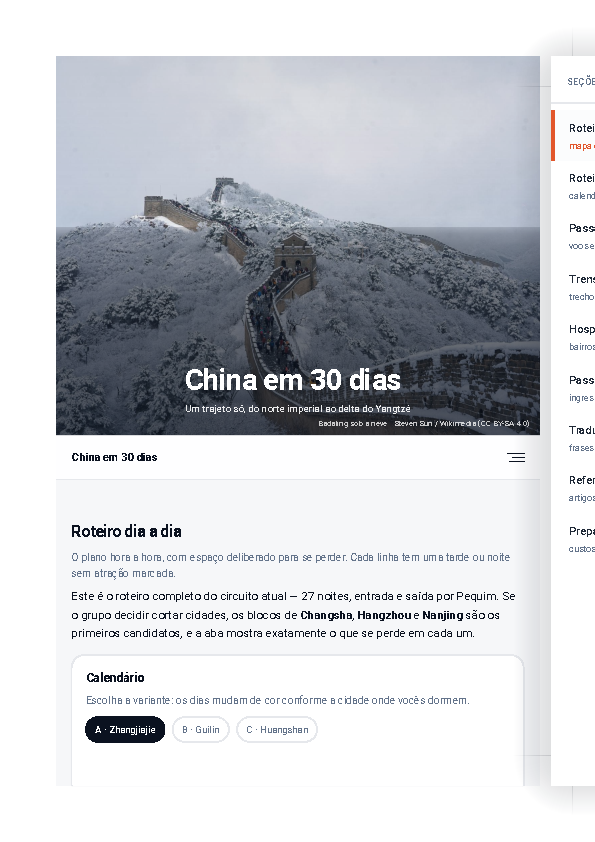 China em 30 dias
Um trajeto só, do norte imperial ao delta do Yangtzé
Badaling sob a neve Steven Sun / Wikimedia (CC BY-SA 4.0)
China em 30 dias
Roteiro dia a dia
O plano hora a hora, com espaço deliberado para se perder. Cada linha tem uma tarde ou noite
sem atração marcada.
Este é o roteiro completo do circuito atual — 27 noites, entrada e saída por Pequim. Se
o grupo decidir cortar cidades, os blocos de Changsha, Hangzhou e Nanjing são os
primeiros candidatos, e a aba mostra exatamente o que se perde em cada um.
Calendário
Escolha a variante: os dias mudam de cor conforme a cidade onde vocês dormem.
A · Zhangjiajie
B · Guilin
C · Huangshan
SEÇÕE
Rotei
mapa
Rotei
calend
Pass
voo se
Trans
trecho
Hosp
bairros
Pass
ingres
Tradu
frases
Refer
artigos
Prepa
custos